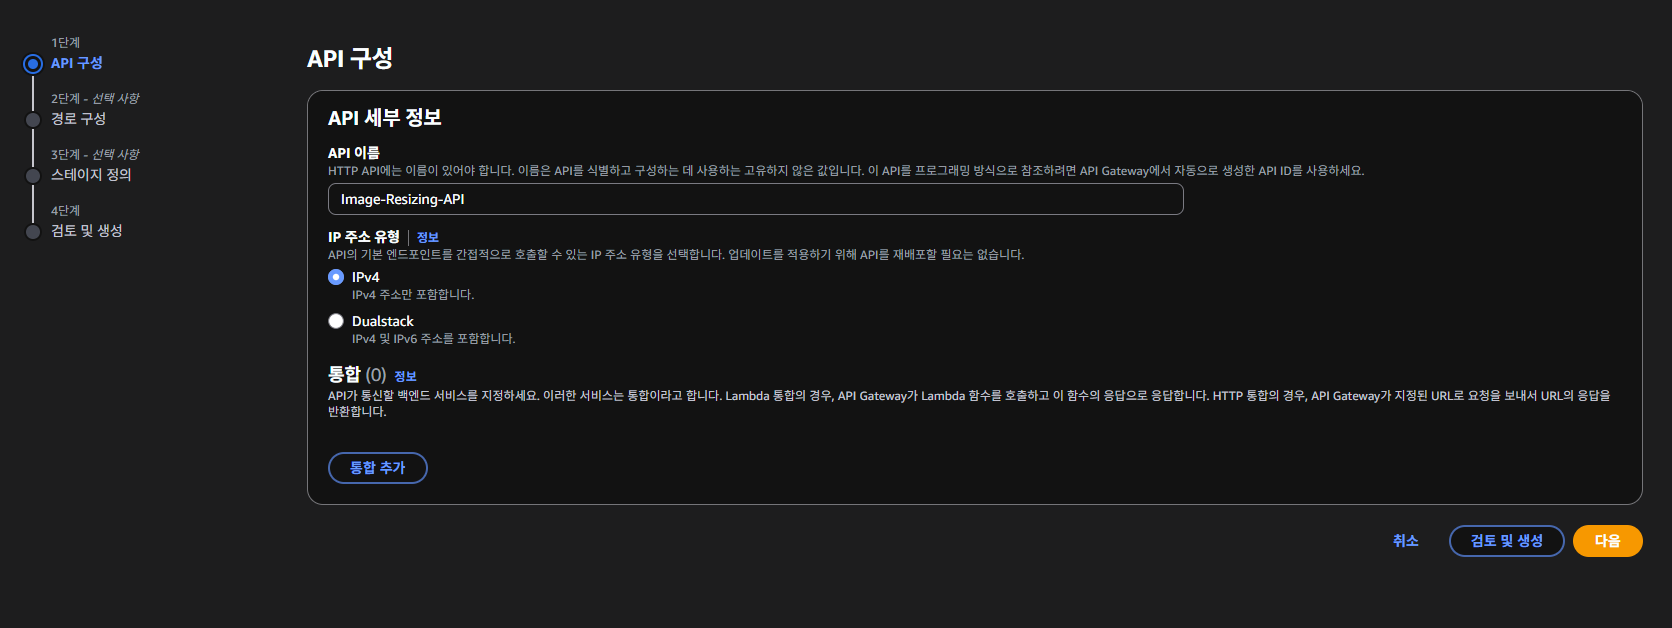 1단계
API 구성
2단계 - 선택 사항
경로 구성
3단계 - 선택 사항
스테이지 정의
4단계
검토 및 생성
API 구성
API 세부 정보
API 이름
HTTP API에는 이름이 있어야 합니다. 이름은 API를 식별하고 구성하는 데 사용하는 고유하지 않은 값입니다. 이 API를 프로그래밍 방식으로 참조하려면 API Gateway에서 자동으로 생성한 API ID를 사용하세요.
Image-Resizing-API
IP 주소 유형 정보
API의 기본 엔드포인트를 간접적으로 호출할 수 있는 IP 주소 유형을 선택합니다. 업데이트를 적용하기 위해 API를 재배포할 필요는 없습니다.
IPv4
IPv4 주소만 포함합니다.
Dualstack
IPv4 및 IPv6 주소를 포함합니다.
통합 (0) 정보
API가 통신할 백엔드 서비스를 지정하세요. 이러한 서비스는 통합이라고 합니다. Lambda 통합의 경우, API Gateway가 Lambda 함수를 호출하고 이 함수의 응답으로 응답합니다. HTTP 통합의 경우, API Gateway가 지정된 URL로 요청을 보내서 URL의 응답을
반환합니다.
통합 추가
취소 검토 및 생성 다음